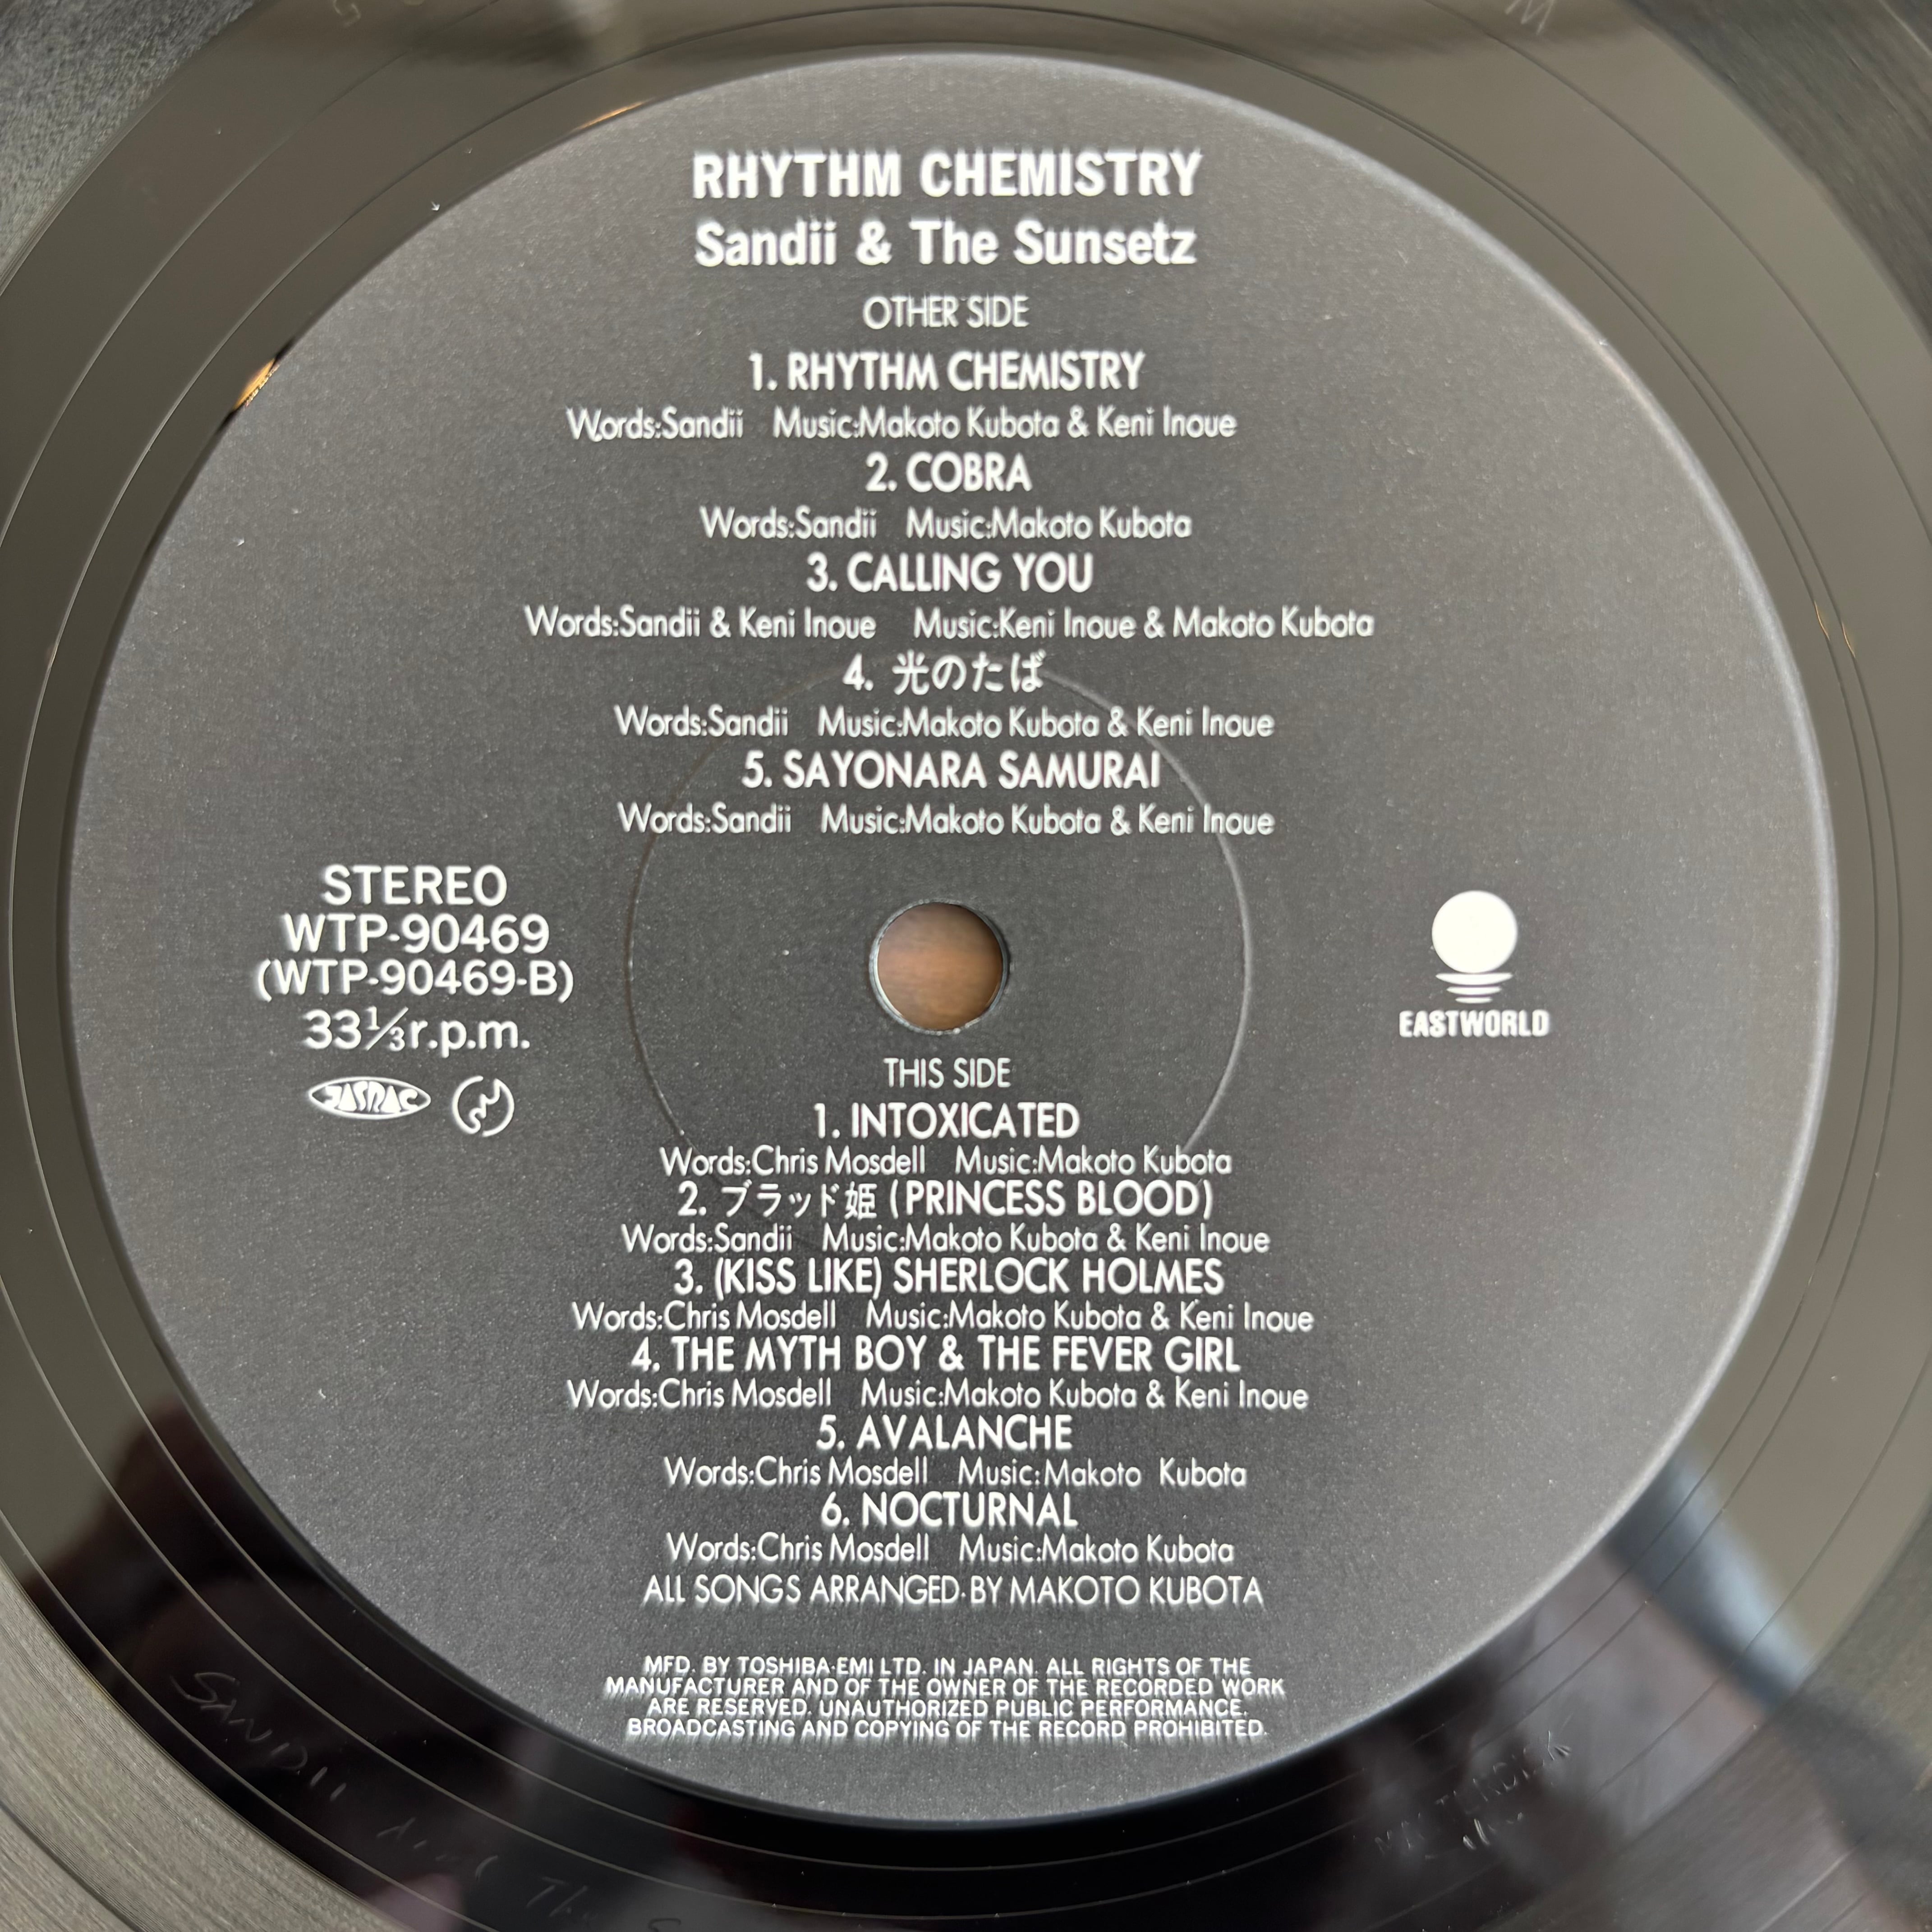 RHYTHM CHEMISTRY
Sandii & The Sunsetz
OTHER SIDE
1. RHYTHM CHEMISTRY
Words:Sandii Music:Makoto Kubota & Keni Inoue
2. COBRA
Words:Sandii Music:Makoto Kubota
3. CALLING YOU
Words:Sandii & Keni Inoue Music:Keni Inoue & Makoto Kubota
4. 光のたば
Words:Sandii Music:Makoto Kubota & Keni Inoue
5. SAYONARA SAMURAI
Words:Sandii Music:Makoto Kubota & Keni Inoue
STEREO
WTP-90469
(WTP-90469-B)
33⅓r.p.m.
JASRAC
EASTWORLD
THIS SIDE
1. INTOXICATED
Words:Chris Mosdell Music:Makoto Kubota
2. ブラッド姫 (PRINCESS BLOOD)
Words:Sandii Music:Makoto Kubota & Keni Inoue
3. (KISS LIKE) SHERLOCK HOLMES
Words:Chris Mosdell Music:Makoto Kubota & Keni Inoue
4. THE MYTH BOY & THE FEVER GIRL
Words:Chris Mosdell Music:Makoto Kubota & Keni Inoue
5. AVALANCHE
Words:Chris Mosdell Music:Makoto Kubota
6. NOCTURNAL
Words:Chris Mosdell Music:Makoto Kubota
ALL SONGS ARRANGED·BY MAKOTO KUBOTA
MFD. BY TOSHIBA·EMI LTD. IN JAPAN. ALL RIGHTS OF THE
MANUFACTURER AND OF THE OWNER OF THE RECORDED WORK
ARE RESERVED. UNAUTHORIZED PUBLIC PERFORMANCE.
BROADCASTING AND COPYING OF THE RECORD PROHIBITED.
SANDII AND THE